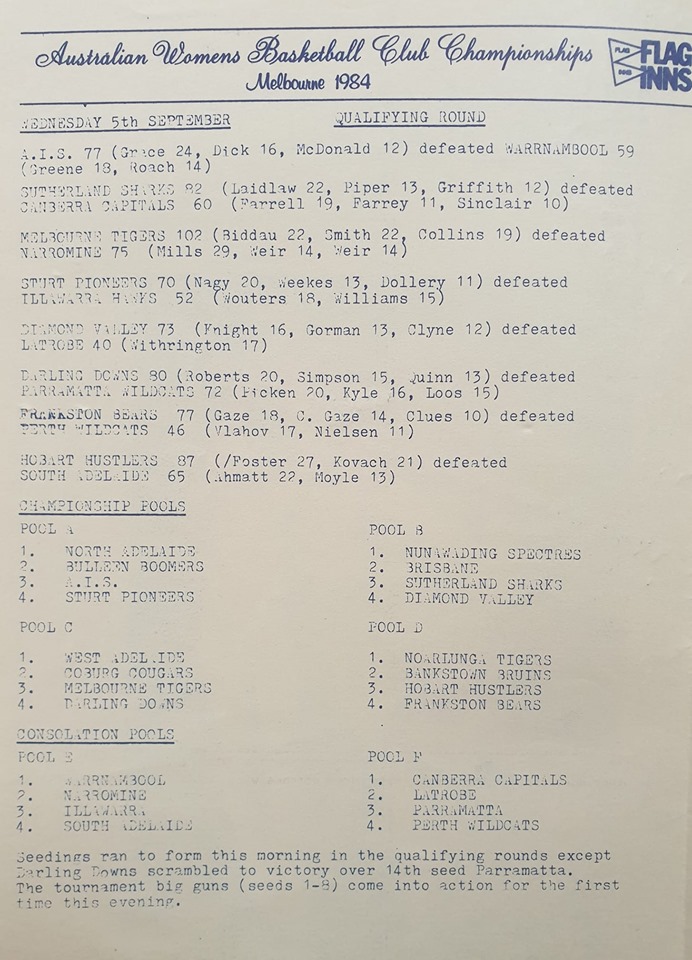 Australian Womens Basketball Club Championships
Melbourne 1984
FLAG
INNS
FLAG
INNS
WEDNESDAY 5th SEPTEMBER QUALIFYING ROUND
A.I.S. 77 (Grace 24, Dick 16, McDonald 12) defeated WARRNAMBOOL 59
(Greene 18, Roach 14)
SUTHERLAND SHARKS 82 (Laidlaw 22, Piper 13, Griffith 12) defeated
CANBERRA CAPITALS 60 (Farrell 19, Farrey 11, Sinclair 10)
MELBOURNE TIGERS 102 (Biddau 22, Smith 22, Collins 19) defeated
NARROMINE 75 (Mills 29, Weir 14, Weir 14)
STURT PIONEERS 70 (Nagy 20, Weekes 13, Dollery 11) defeated
ILLAWARRA HAWKS 52 (Wouters 18, Williams 15)
DIAMOND VALLEY 73 (Knight 16, Gorman 13, Clyne 12) defeated
LATROBE 40 (Withrington 17)
DARLING DOWNS 80 (Roberts 20, Simpson 15, Quinn 13) defeated
PARRAMATTA WILDCATS 72 (Picken 20, Kyle 16, Loos 15)
FRANKSTON BEARS 77 (Gaze 18, C. Gaze 14, Clues 10) defeated
PERTH WILDCATS 46 (Vlahov 17, Nielsen 11)
HOBART HUSTLERS 87 (/Foster 27, Kovach 21) defeated
SOUTH ADELAIDE 65 (Ahmatt 22, Moyle 13)
CHAMPIONSHIP POOLS
POOL A
1. NORTH ADELAIDE
2. BULLEEN BOOMERS
3. A.I.S.
4. STURT PIONEERS
POOL B
1. NUNAWADING SPECTRES
2. BRISBANE
3. SUTHERLAND SHARKS
4. DIAMOND VALLEY
POOL C
1. WEST ADELAIDE
2. COBURG COUGARS
3. MELBOURNE TIGERS
4. DARLING DOWNS
POOL D
1. NOARLUNGA TIGERS
2. BANKSTOWN BRUINS
3. HOBART HUSTLERS
4. FRANKSTON BEARS
CONSOLATION POOLS
POOL E
1. WARRNAMBOOL
2. NARROMINE
3. ILLAWARRA
4. SOUTH ADELAIDE
POOL F
1. CANBERRA CAPITALS
2. LATROBE
3. PARRAMATTA
4. PERTH WILDCATS
Seedings ran to form this morning in the qualifying rounds except
Darling Downs scrambled to victory over 14th seed Parramatta.
The tournament big guns (seeds 1-8) come into action for the first
time this evening.